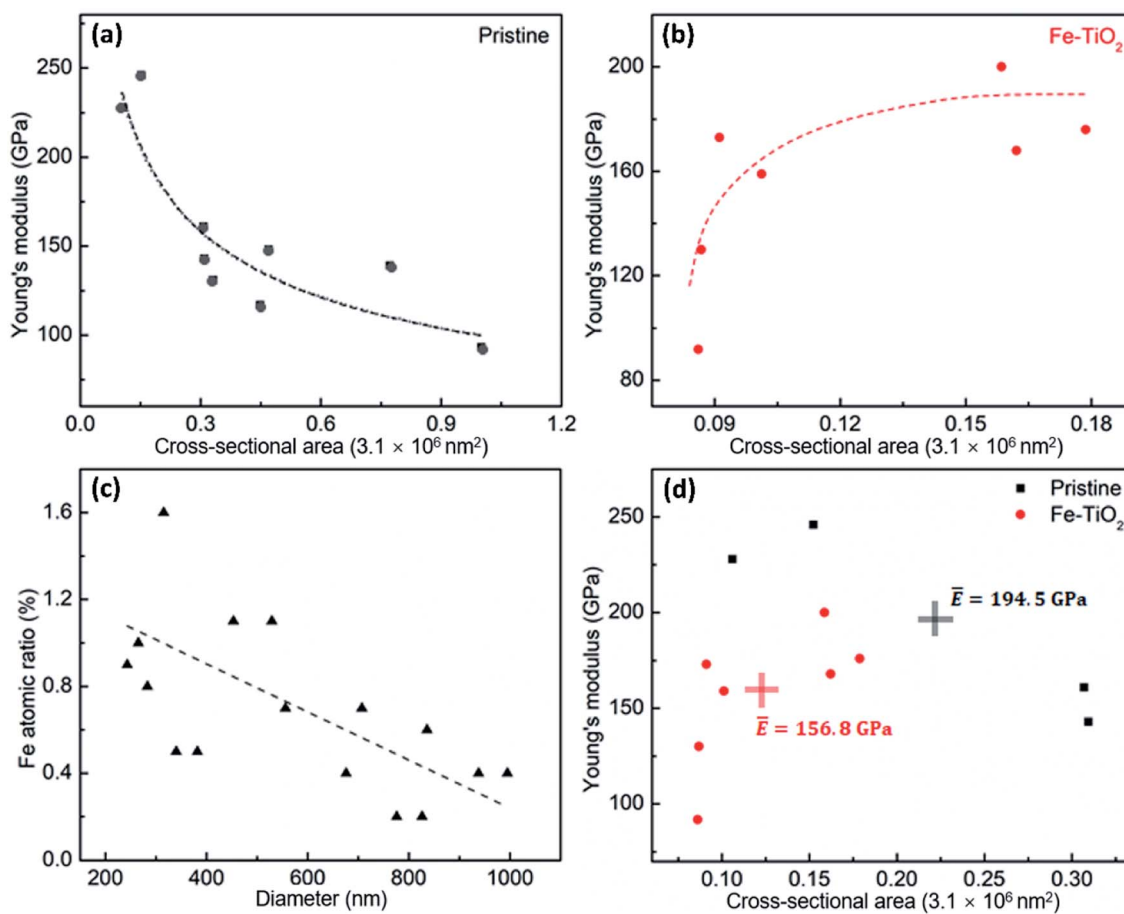 (a)
Pristine
Young's modulus (GPa)
250
200
150
100
0.0
0.3
0.6
0.9
1.2
Cross-sectional area (3.1 × 10⁶ nm²)
(b)
Fe-TiO₂
Young's modulus (GPa)
200
160
120
80
0.09
0.12
0.15
0.18
Cross-sectional area (3.1 × 10⁶ nm²)
(c)
Fe atomic ratio (%)
1.6
1.2
0.8
0.4
0.0
200
400
600
800
1000
Diameter (nm)
(d)
Pristine
Fe-TiO₂
Young's modulus (GPa)
250
200
150
100
E̅ = 194.5 GPa
E̅ = 156.8 GPa
0.10
0.15
0.20
0.25
0.30
Cross-sectional area (3.1 × 10⁶ nm²)